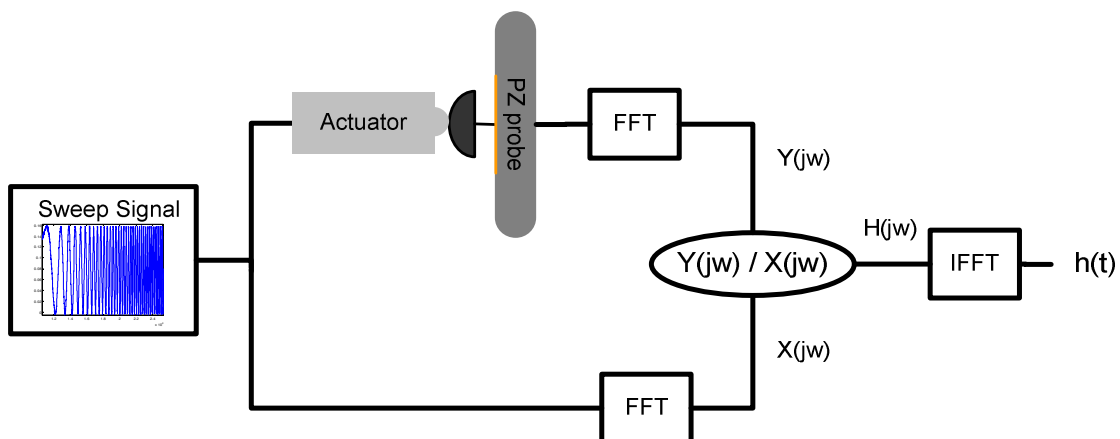 Sweep Signal
Actuator
PZ probe
FFT
Y(jw)
Y(jw) / X(jw)
H(jw)
IFFT
h(t)
X(jw)
FFT